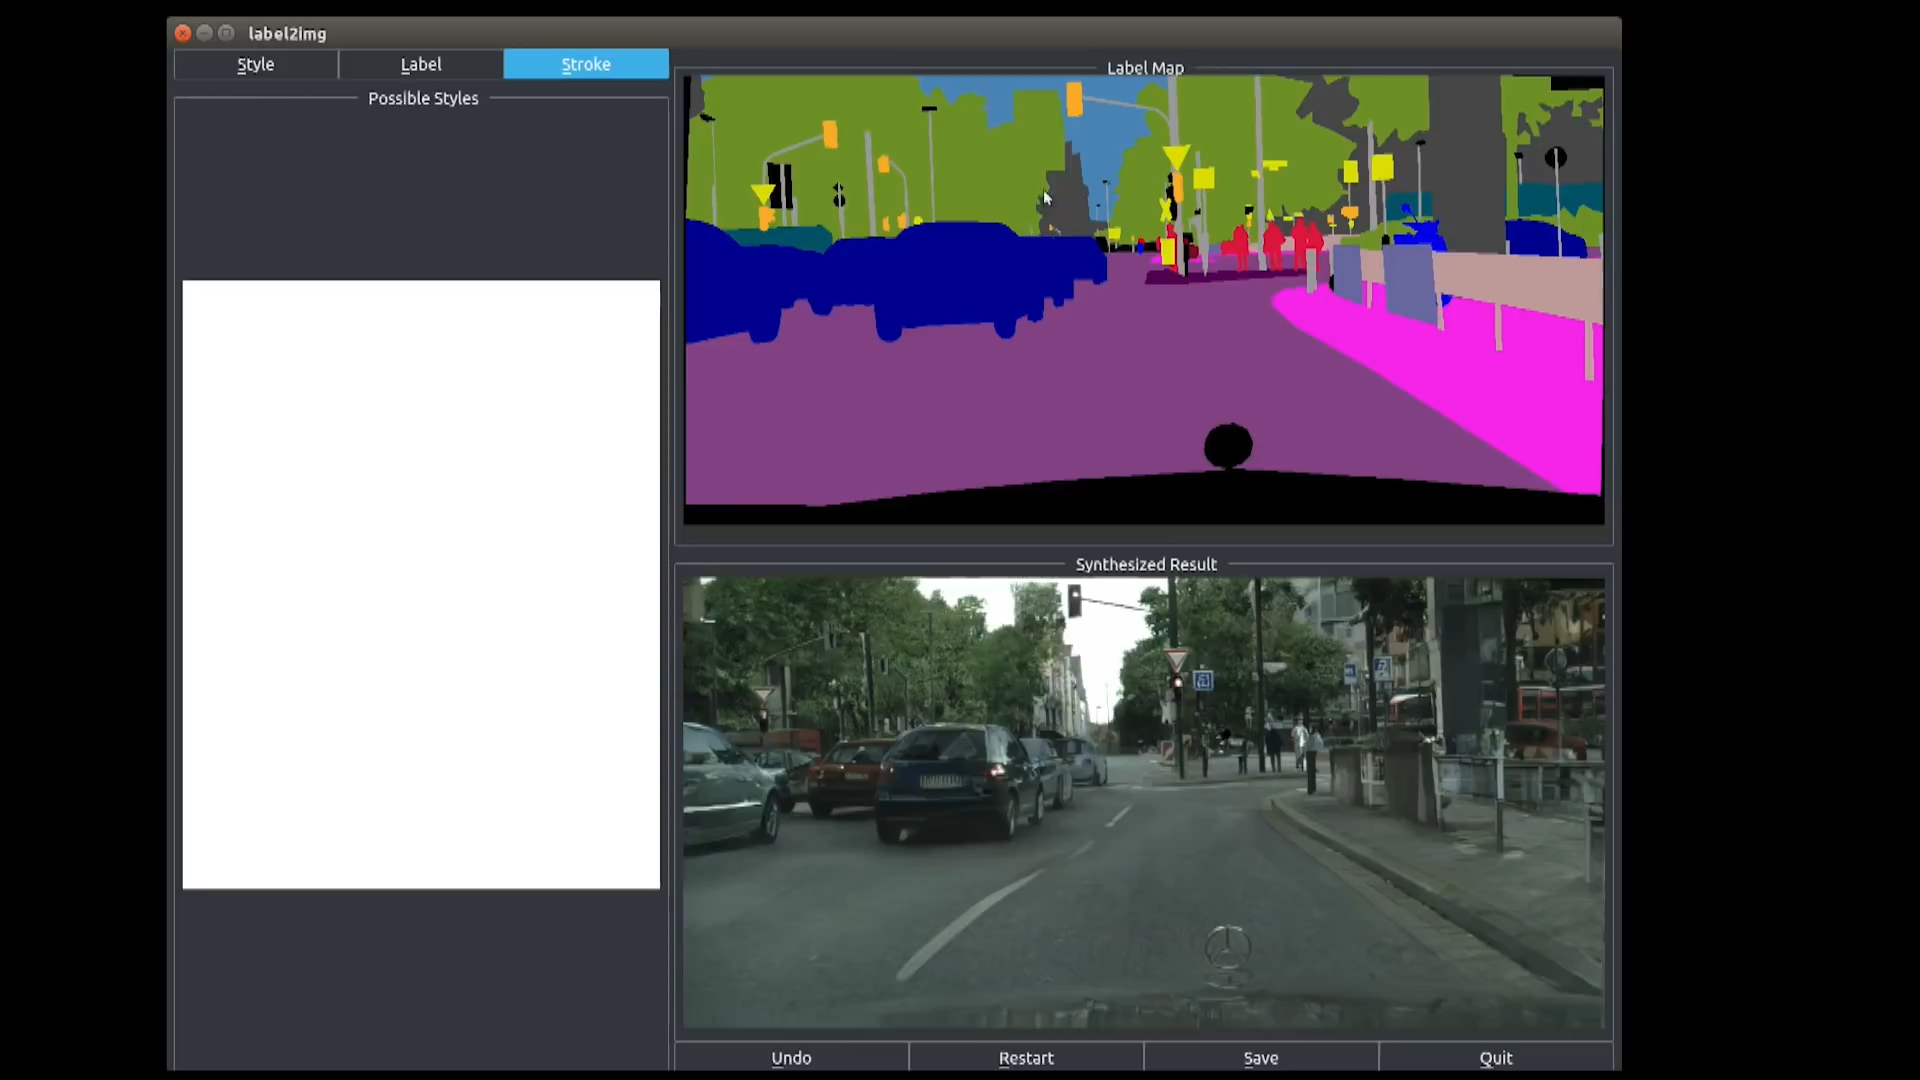 label2img
Style
Label
Stroke
Possible Styles
Label Map
Synthesized Result
Undo
Restart
Save
Quit